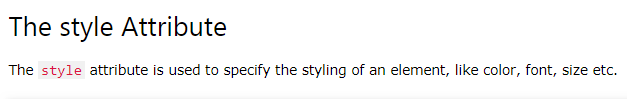 The style Attribute
The style attribute is used to specify the styling of an element, like color, font, size etc.